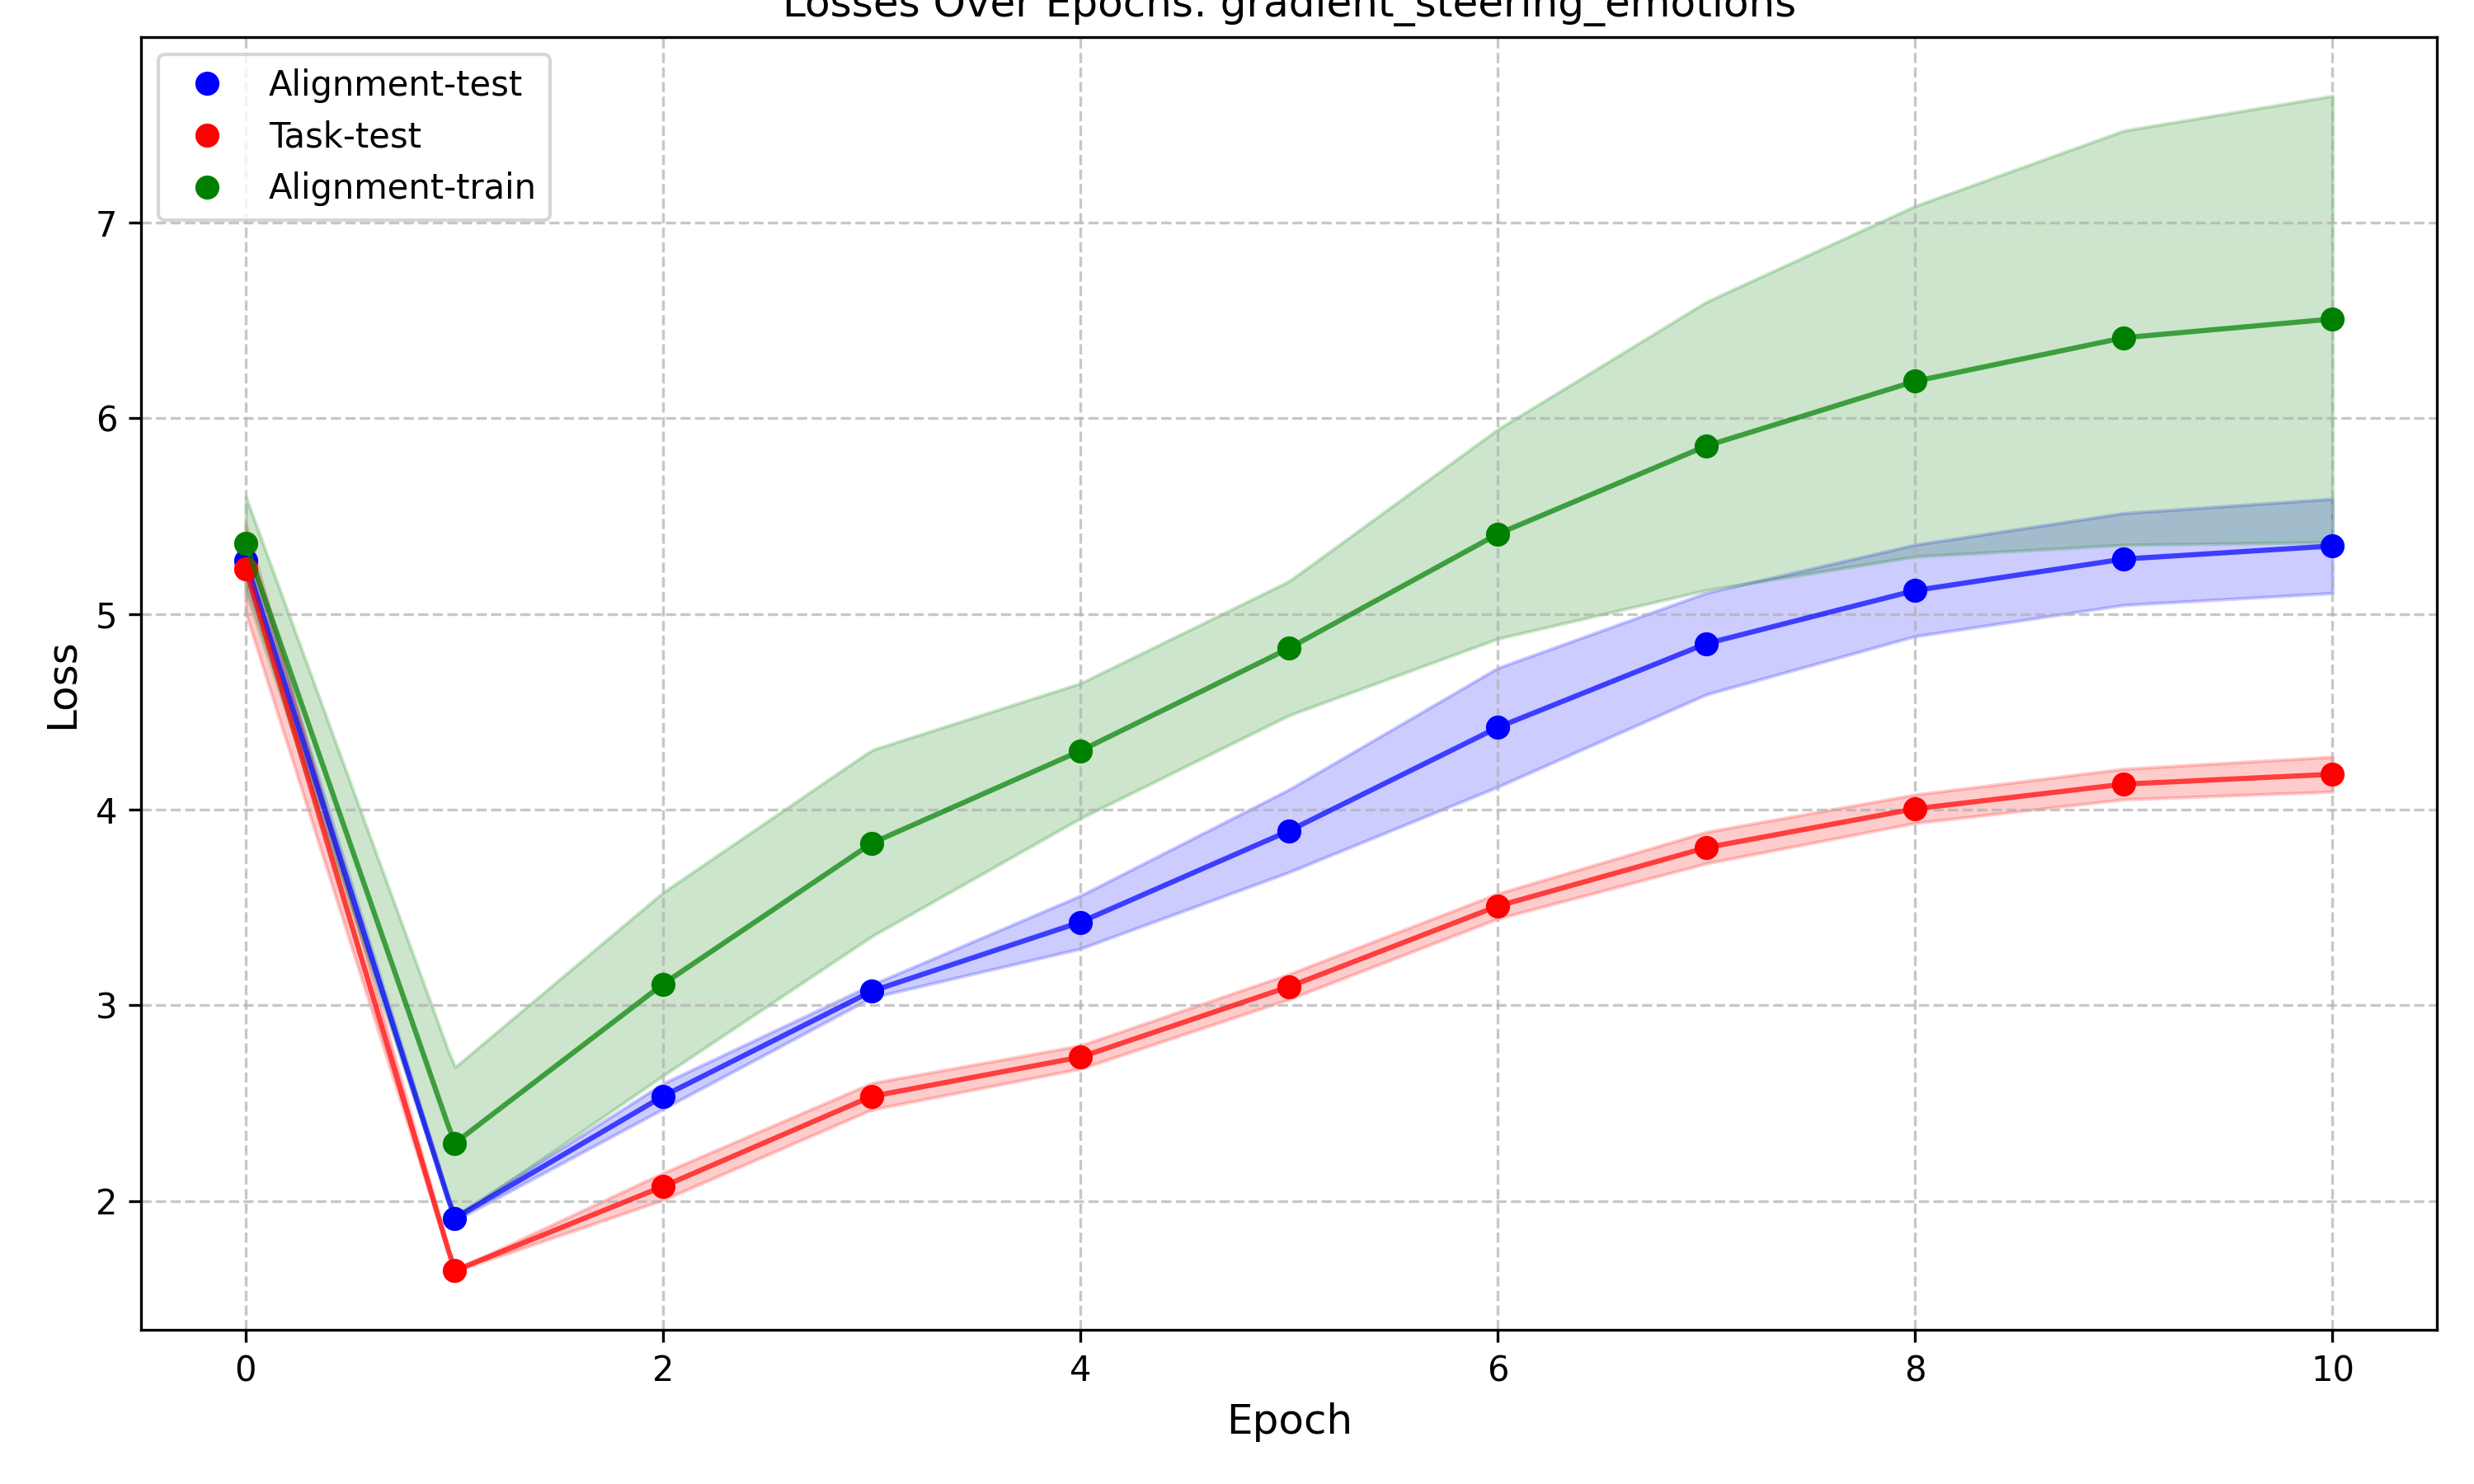 Losses Over Epochs: gradient_steering_emotions
Alignment-test
Task-test
Alignment-train
7
6
5
4
3
2
Loss
0 2 4 6 8 10
Epoch